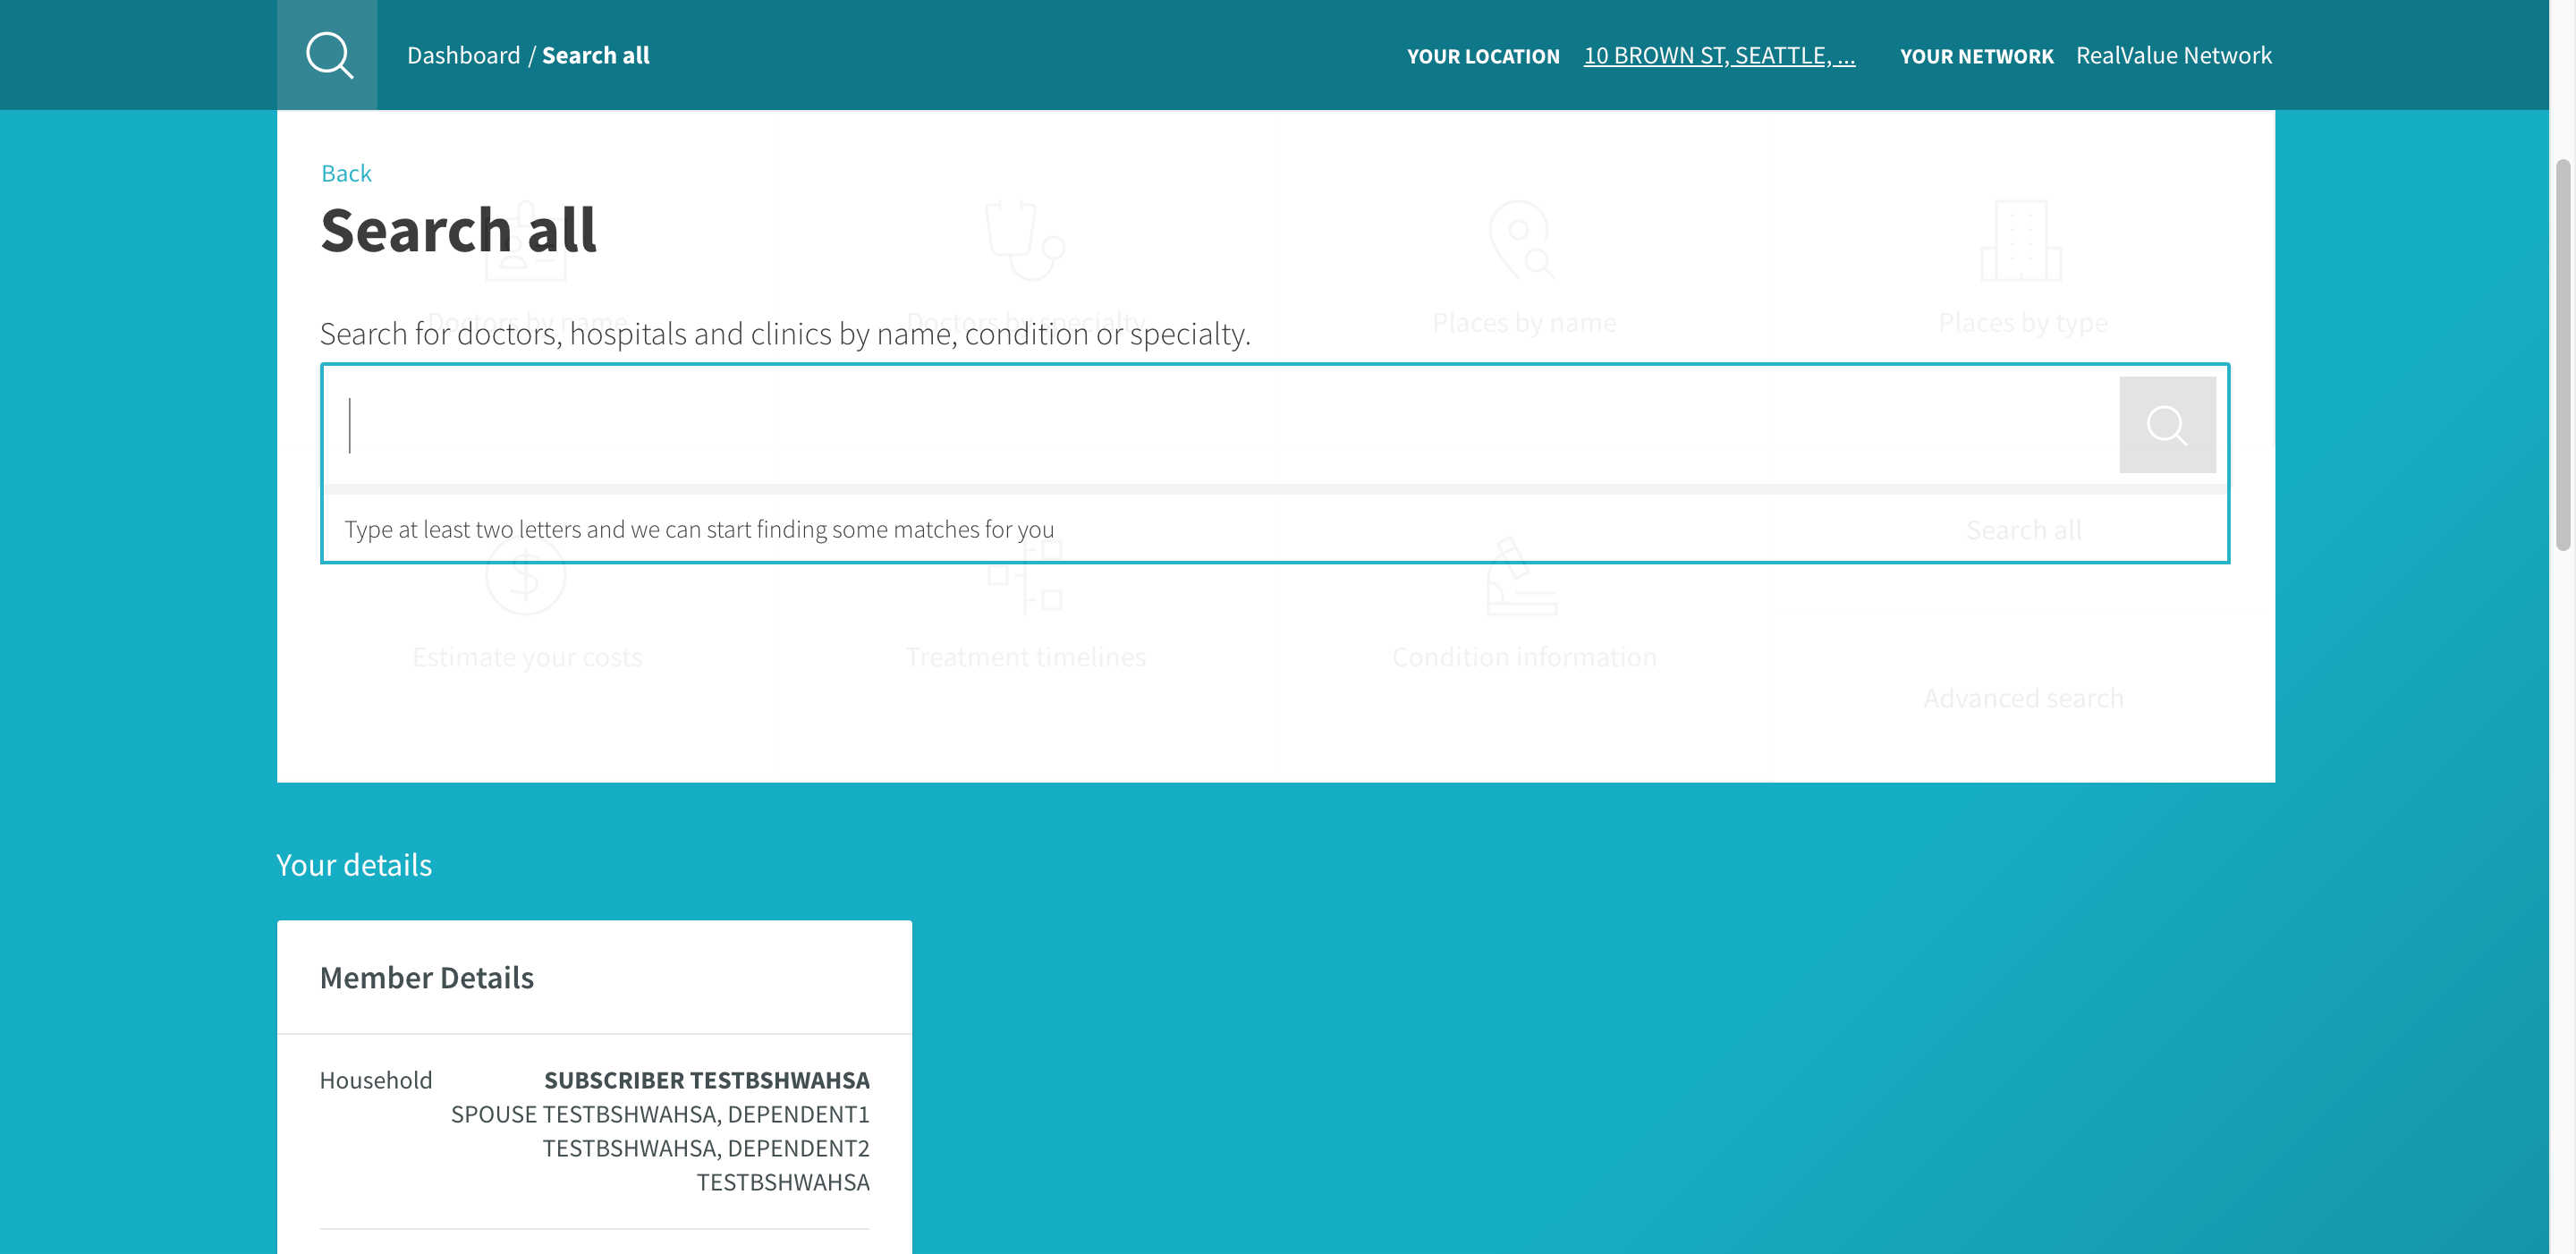 Dashboard / Search all
YOUR LOCATION 10 BROWN ST, SEATTLE, ... YOUR NETWORK RealValue Network
Back
Search all
Doctors by name Doctors by specialty Places by name Places by type
Search for doctors, hospitals and clinics by name, condition or specialty.
Type at least two letters and we can start finding some matches for you
Search all
Estimate your costs Treatment timelines Condition information
Advanced search
Your details
Member Details
Household SUBSCRIBER TESTBSHWAHSA
SPOUSE TESTBSHWAHSA, DEPENDENT1
TESTBSHWAHSA, DEPENDENT2
TESTBSHWAHSA